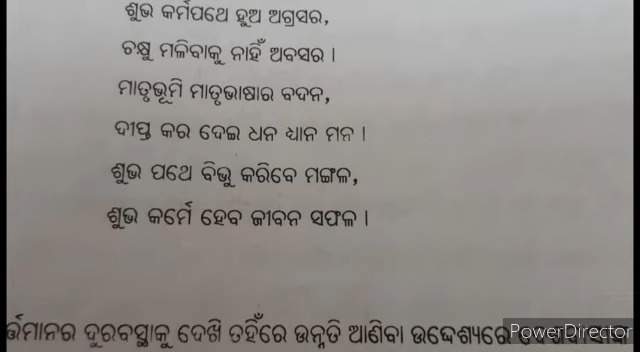 ଶୁଭ କର୍ମପଥେ ହୁଅ ଅଗ୍ରସର,
ଚକ୍ଷୁ ମଳିବାକୁ ନାହିଁ ଅବସର ।
ମାତୃଭୂମି ମାତୃଭାଷାର ବଦନ,
ଦୀପ୍ତ କର ଦେଇ ଧନ ଧ୍ୟାନ ମନ ।
ଶୁଭ ପଥେ ବିଭୁ କରିବେ ମଙ୍ଗଳ,
ଶୁଭ କର୍ମେ ହେବ ଜୀବନ ସଫଳ ।
ର୍ତ୍ତମାନର ଦୁରବସ୍ଥାକୁ ଦେଖି ତହିଁରେ ଉନ୍ନତି ଆଣିବା ଉଦ୍ଦେଶ୍ୟରେ
PowerDirector